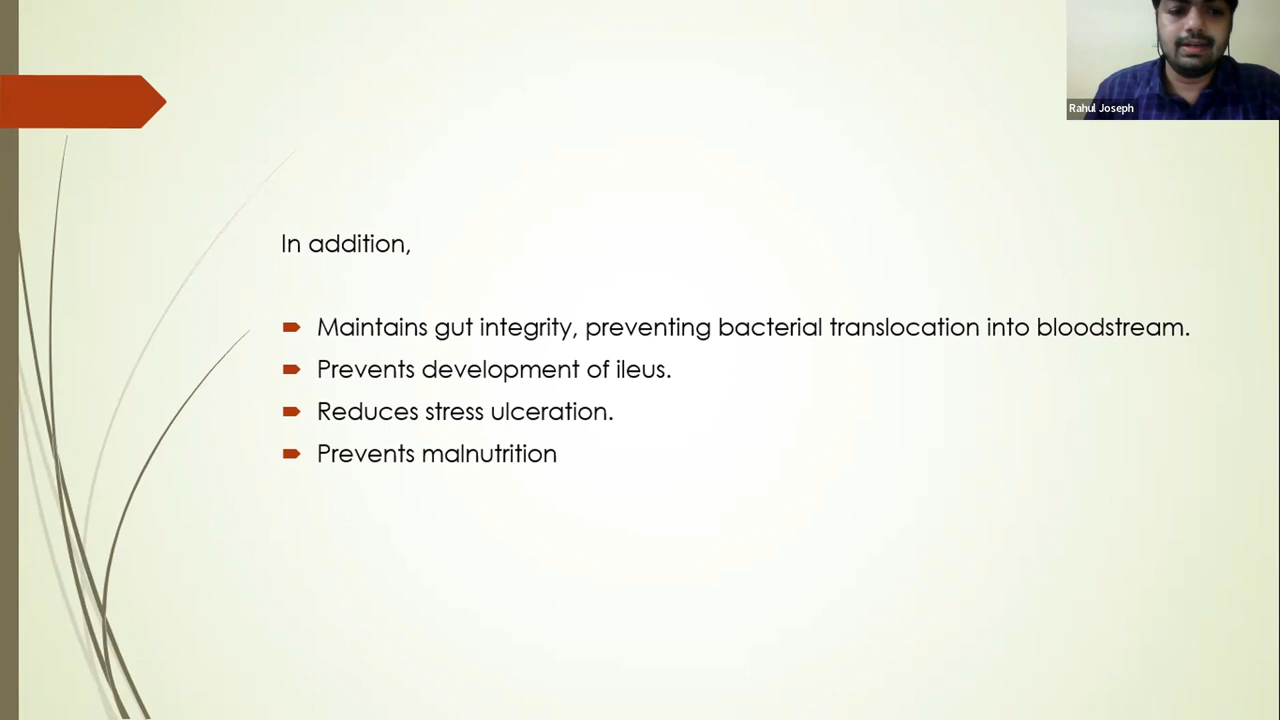 Rahul Joseph
In addition,
Maintains gut integrity, preventing bacterial translocation into bloodstream.
Prevents development of ileus.
Reduces stress ulceration.
Prevents malnutrition